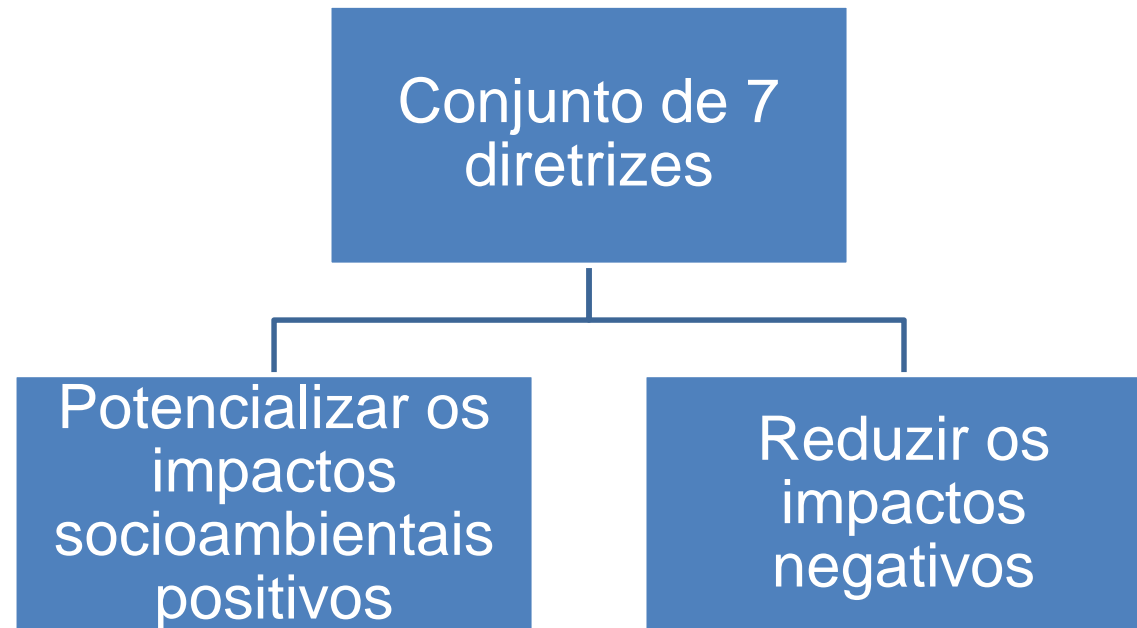 Conjunto de 7
diretrizes
Potencializar os
impactos
socioambientais
positivos
Reduzir os
impactos
negativos